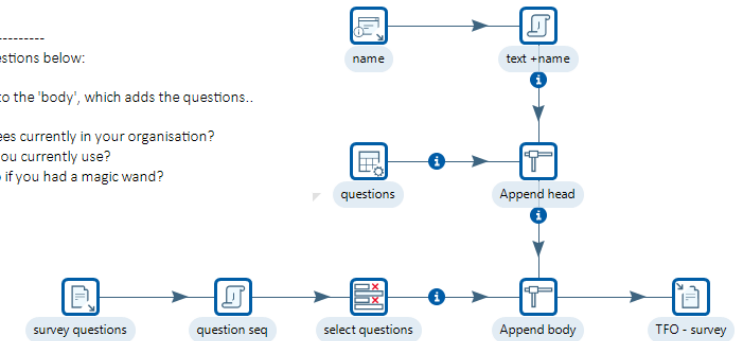 ---------
estions below:
to the 'body', which adds the questions..
ees currently in your organisation?
ou currently use?
if you had a magic wand?
name
text +name
questions
Append head
survey questions
question seq
select questions
Append body
TFO - survey